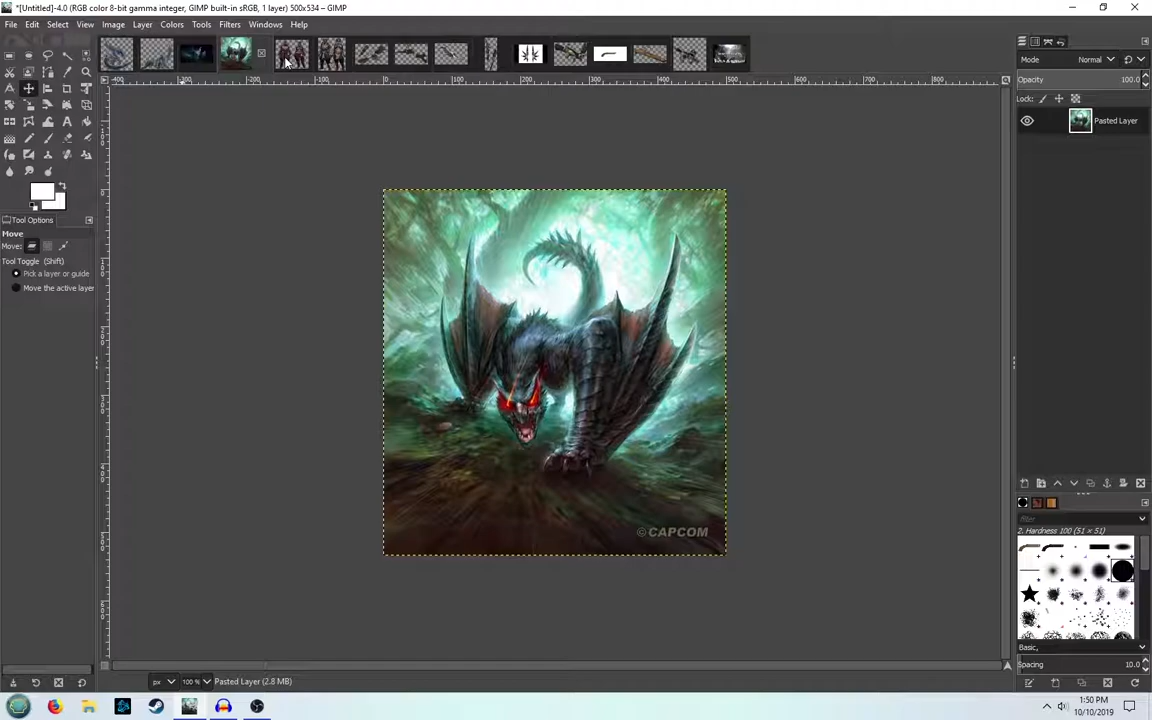 *[Untitled]-4.0 (RGB color 8-bit gamma integer, GIMP built-in sRGB, 1 layer) 500x534 – GIMP
File Edit Select View Image Layer Colors Tools Filters Windows Help
Mode Normal
Opacity 100.0
Lock:
Pasted Layer
Tool Options
Move
Move:
Tool Toggle (Shift)
Pick a layer or guide
Move the active layer
© CAPCOM
filter
2. Hardness 100 (51 × 51)
Basic,
Spacing 10.0
px 100 % Pasted Layer (2.8 MB)
1:50 PM
10/10/2019